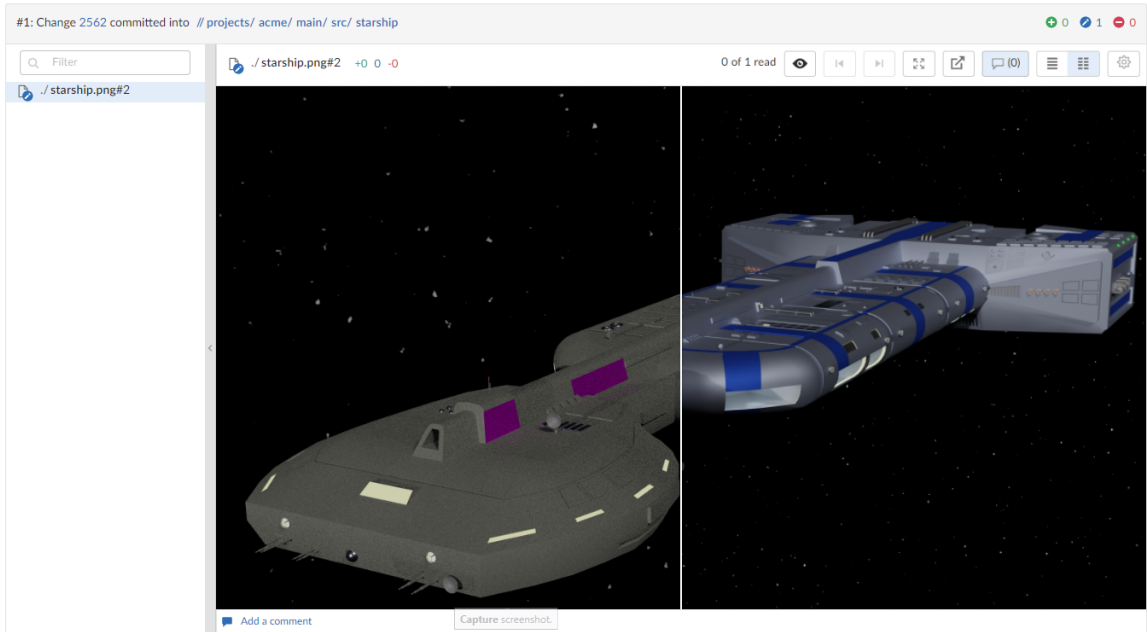 #1: Change 2562 committed into // projects/ acme/ main/ src/ starship
0 1 0
Filter
./ starship.png#2
./ starship.png#2 +0 0 -0
0 of 1 read
(0)
Add a comment
Capture screenshot.